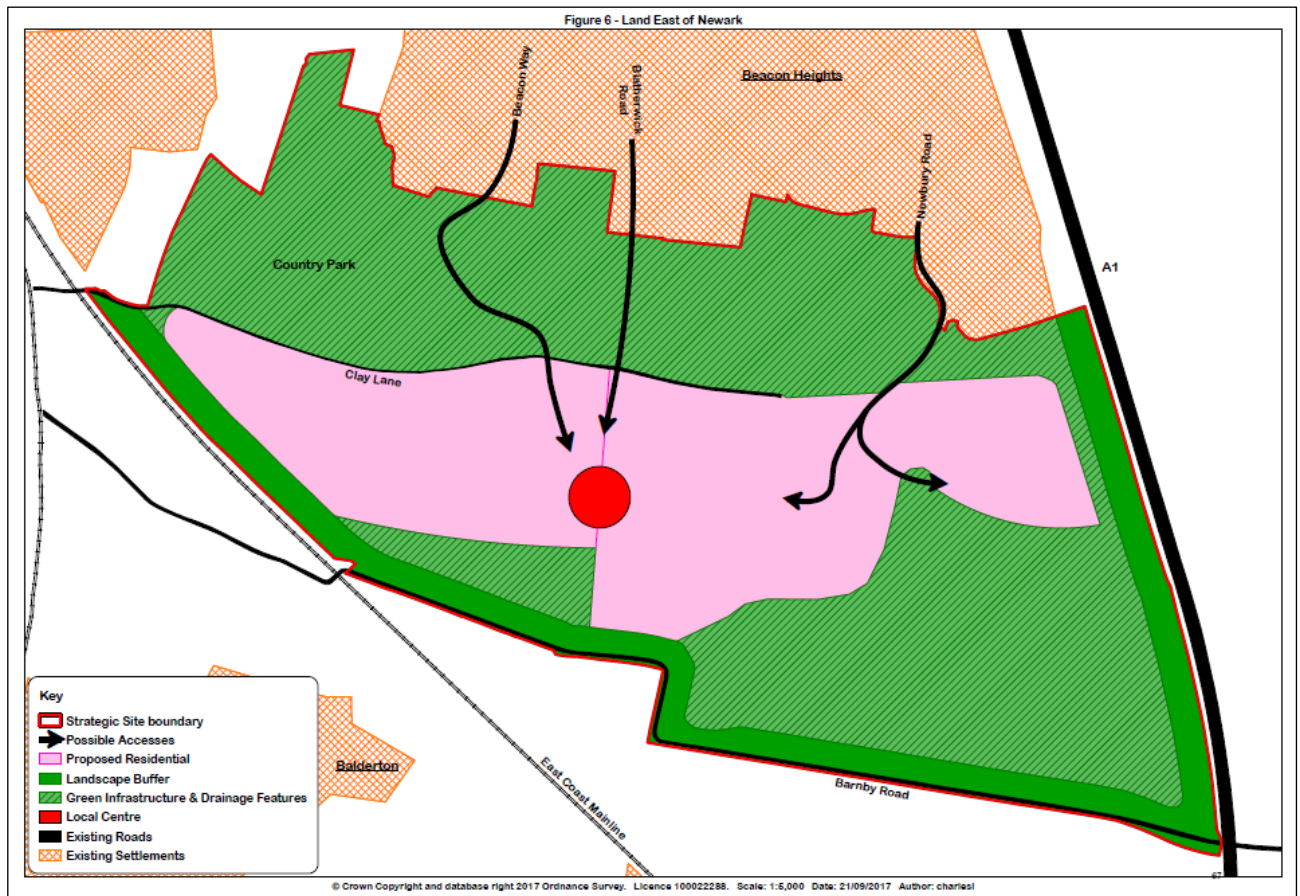 Figure 6 - Land East of Newark
Beacon Way
Blatherwick
Road
Beacon Heights
Newbury Road
A1
Country Park
Clay Lane
Key
Strategic Site boundary
Possible Accesses
Proposed Residential
Landscape Buffer
Green Infrastructure & Drainage Features
Local Centre
Existing Roads
Existing Settlements
Balderton
East Coast Mainline
Barnby Road
67
© Crown Copyright and database right 2017 Ordnance Survey. Licence 100022288. Scale: 1:5,000 Date: 21/09/2017 Author: charlesl